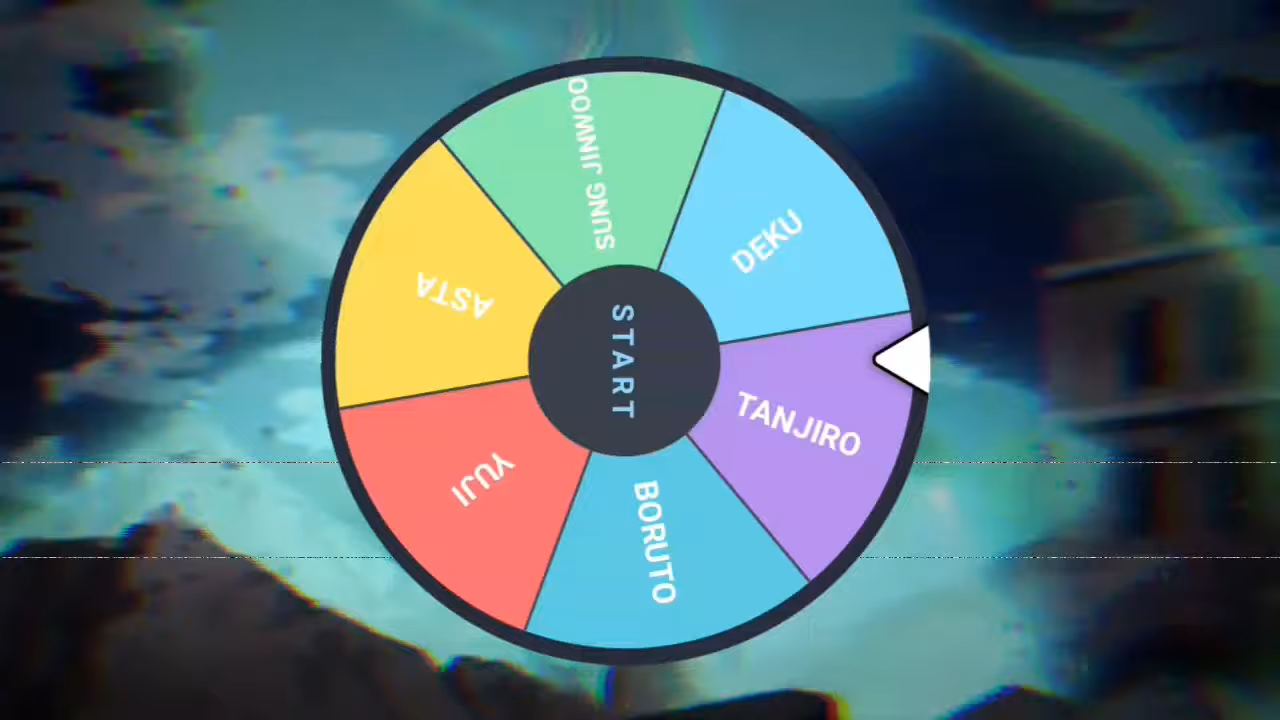 SUNG JINWOO
DEKU
ASTA
START
TANJIRO
YUJI
BORUTO